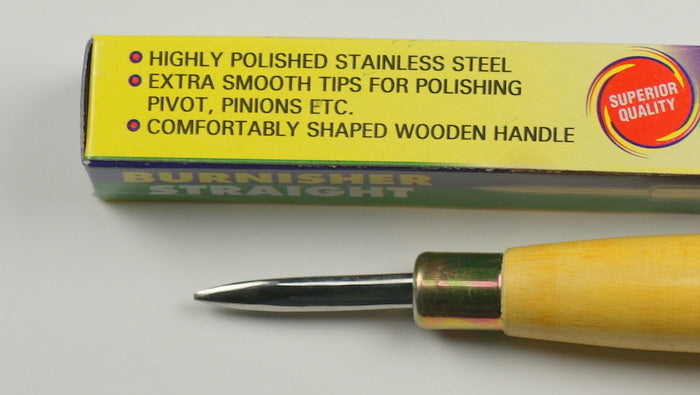 HIGHLY POLISHED STAINLESS STEEL
EXTRA SMOOTH TIPS FOR POLISHING
PIVOT, PINIONS ETC.
COMFORTABLY SHAPED WOODEN HANDLE
SUPERIOR
QUALITY
BURNISHER
STRAIGHT